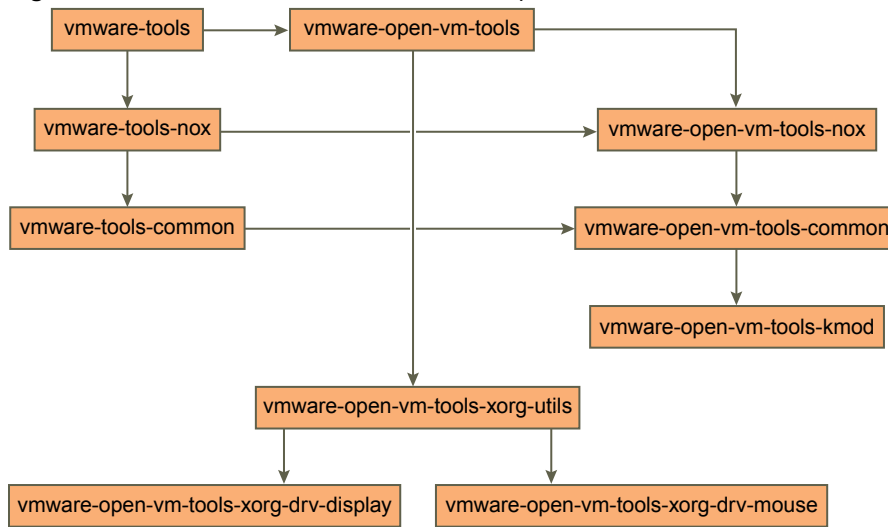 vmware-tools
vmware-open-vm-tools
vmware-tools-nox
vmware-open-vm-tools-nox
vmware-tools-common
vmware-open-vm-tools-common
vmware-open-vm-tools-kmod
vmware-open-vm-tools-xorg-utils
vmware-open-vm-tools-xorg-drv-display
vmware-open-vm-tools-xorg-drv-mouse